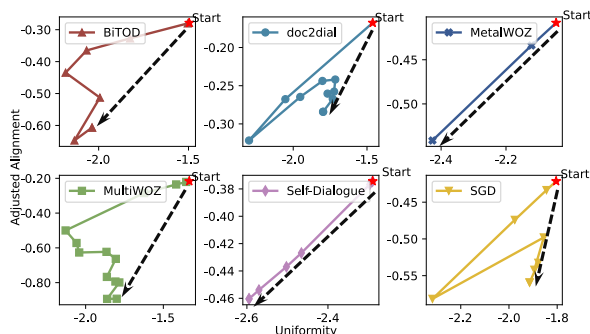 Start
Start
Start
BiTOD
doc2dial
MetalWOZ
-0.30
-0.40
-0.50
-0.60
-0.20
-0.25
-0.30
-0.40
-0.50
-2.0
-1.5
-2.0
-1.5
-2.4
-2.2
Adjusted Alignment
Start
Start
Start
MultiWOZ
Self-Dialogue
SGD
-0.20
-0.40
-0.60
-0.80
-0.38
-0.40
-0.42
-0.44
-0.46
-0.45
-0.50
-0.55
-2.0
-1.5
-2.6
-2.4
-2.2
-2.0
-1.8
Uniformity